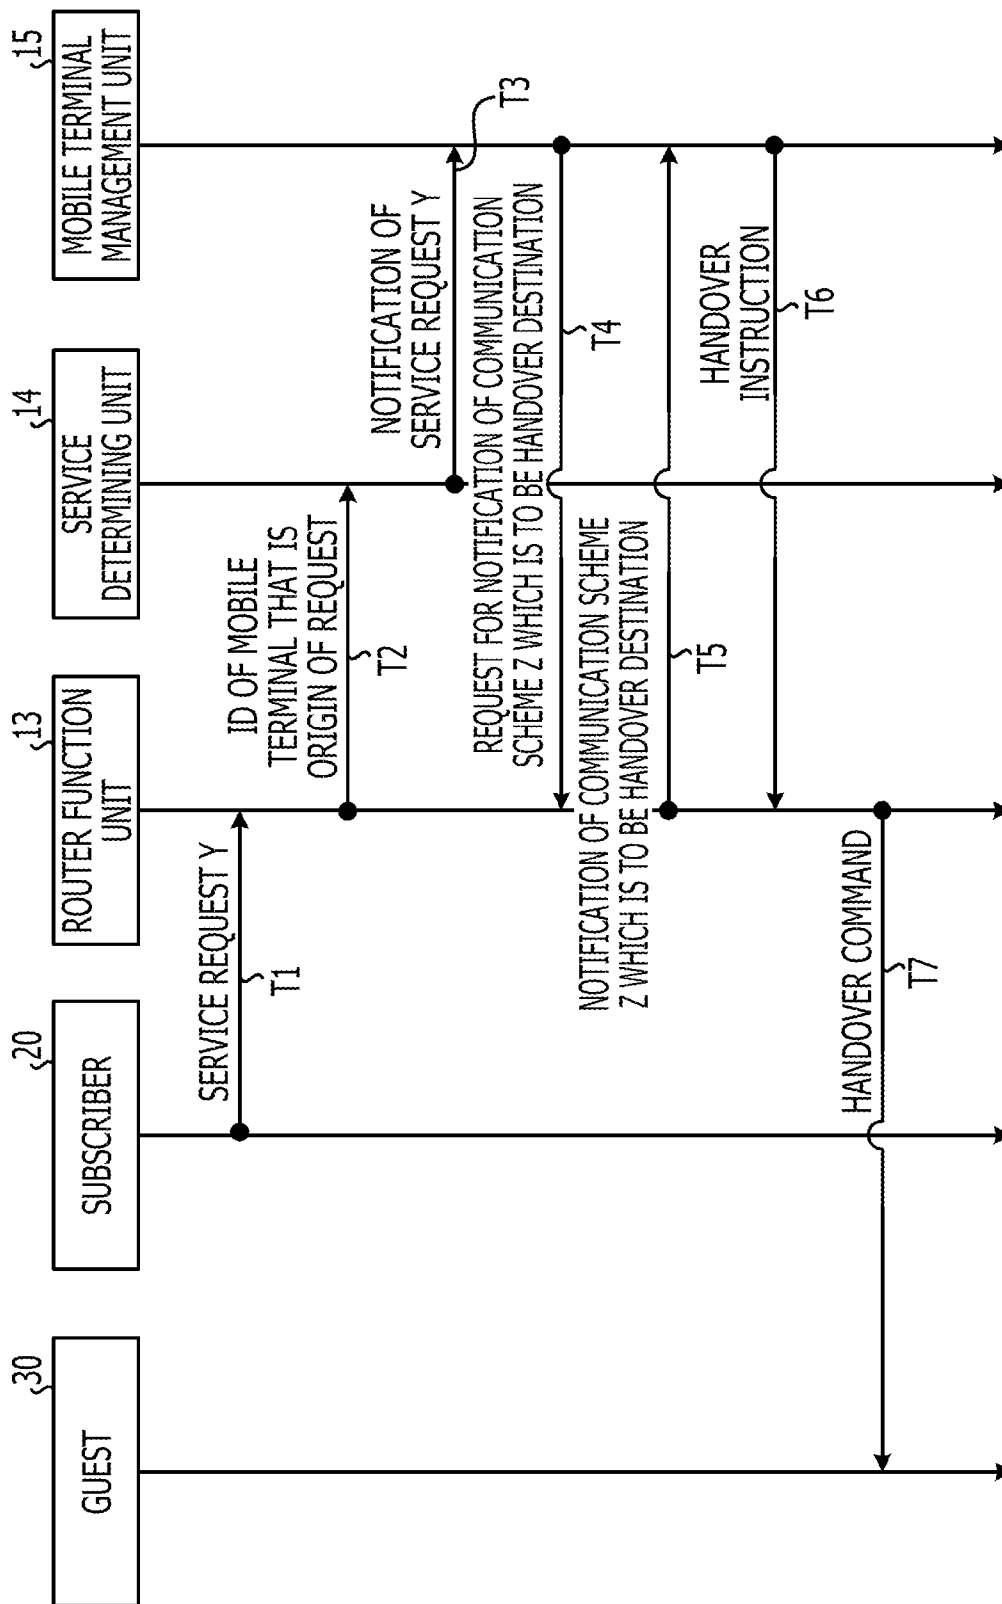 30
GUEST
20
SUBSCRIBER
13
ROUTER FUNCTION
UNIT
14
SERVICE
DETERMINING UNIT
15
MOBILE TERMINAL
MANAGEMENT UNIT
SERVICE REQUEST Y
T1
ID OF MOBILE
TERMINAL THAT IS
ORIGIN OF REQUEST
T2
NOTIFICATION OF
SERVICE REQUEST Y
T3
REQUEST FOR NOTIFICATION OF COMMUNICATION
SCHEME Z WHICH IS TO BE HANDOVER DESTINATION
T4
NOTIFICATION OF COMMUNICATION SCHEME
Z WHICH IS TO BE HANDOVER DESTINATION
T5
HANDOVER
INSTRUCTION
T6
HANDOVER COMMAND
T7